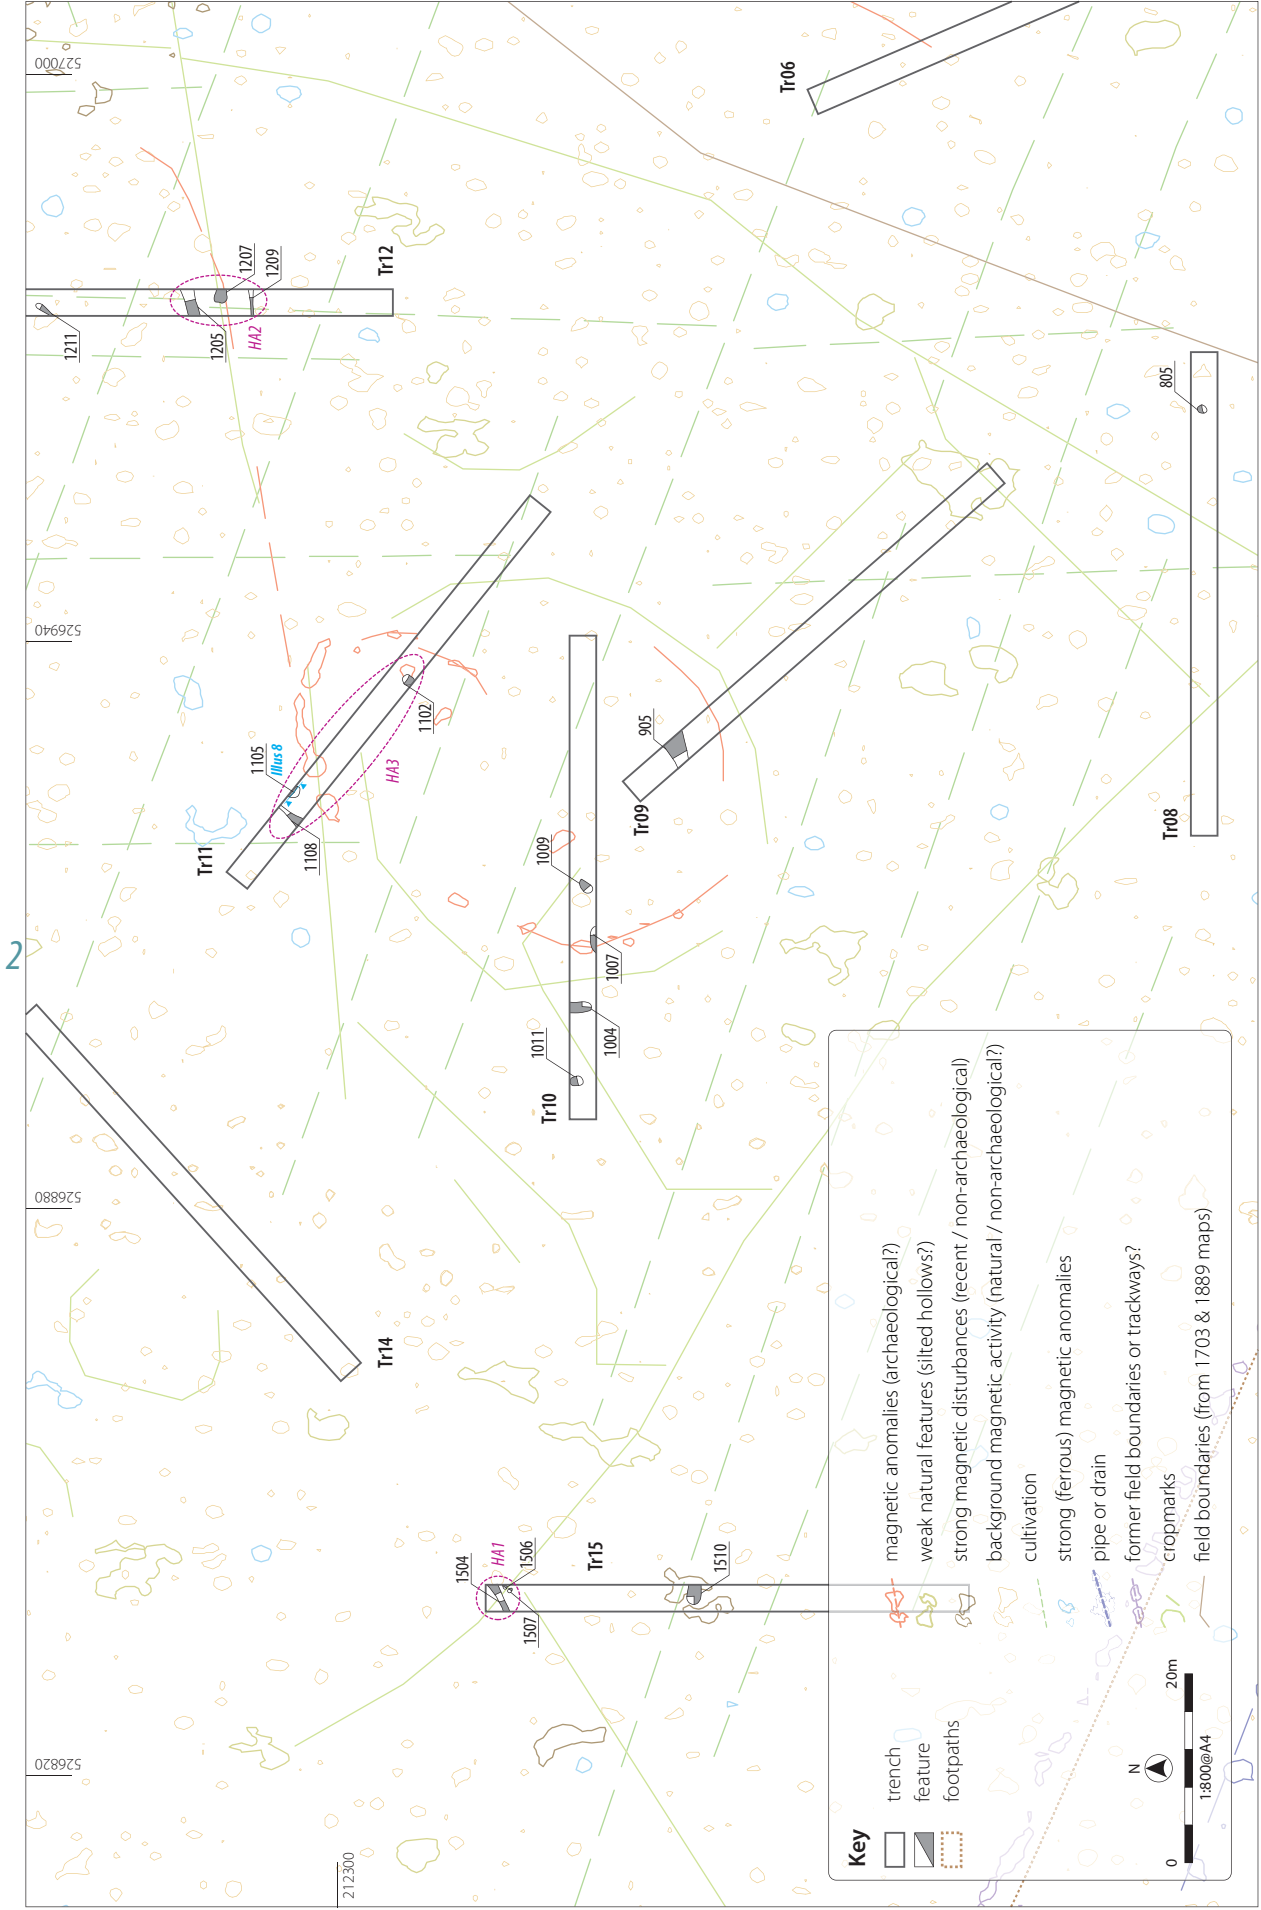 2
527000
526940
526880
526820
212300
Tr06
Tr12
1211
1205
1207
1209
HA2
Tr11
1105
Illus 8
1108
1102
HA3
Tr09
905
Tr08
805
Tr10
1009
1007
1004
1011
Tr14
Tr15
1504
HA1
1506
1507
1510
Key
trench
feature
footpaths
magnetic anomalies (archaeological?)
weak natural features (silted hollows?)
strong magnetic disturbances (recent / non-archaeological)
background magnetic activity (natural / non-archaeological?)
cultivation
strong (ferrous) magnetic anomalies
pipe or drain
former field boundaries or trackways?
cropmarks
field boundaries (from 1703 & 1889 maps)
N
0
20m
1:800@A4